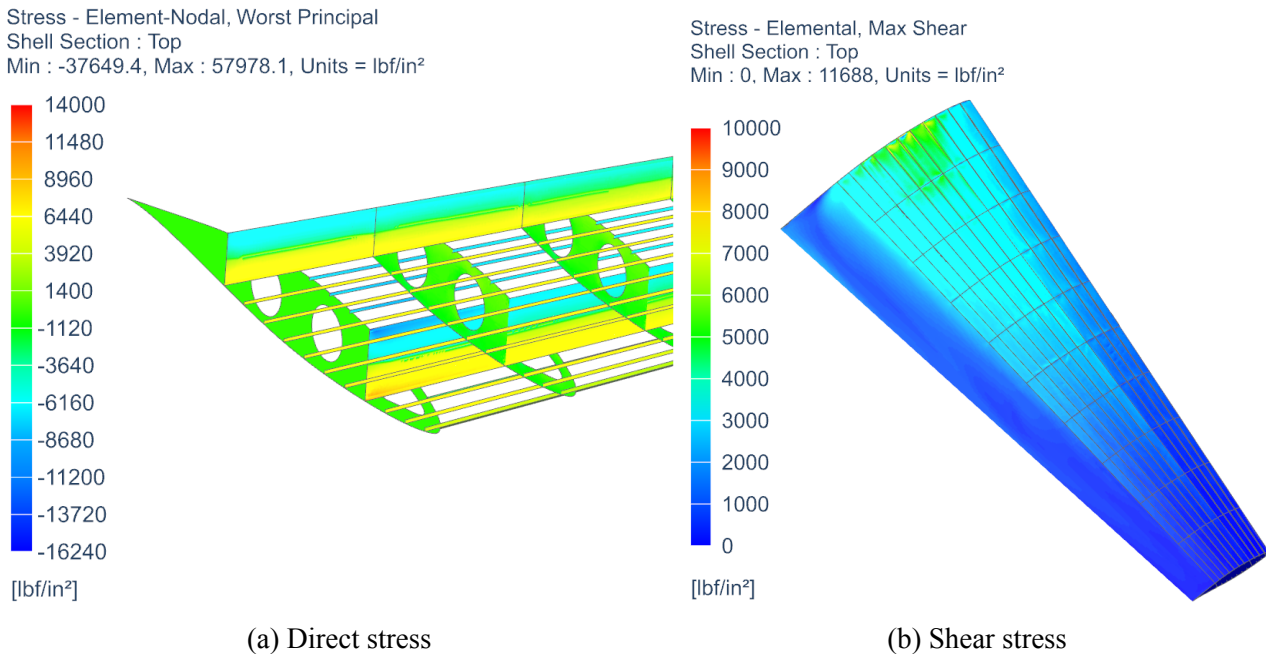 Stress - Element-Nodal, Worst Principal
Shell Section : Top
Min : -37649.4, Max : 57978.1, Units = lbf/in²
14000
11480
8960
6440
3920
1400
-1120
-3640
-6160
-8680
-11200
-13720
-16240
[lbf/in²]
(a) Direct stress
Stress - Elemental, Max Shear
Shell Section : Top
Min : 0, Max : 11688, Units = lbf/in²
10000
9000
8000
7000
6000
5000
4000
3000
2000
1000
0
[lbf/in²]
(b) Shear stress